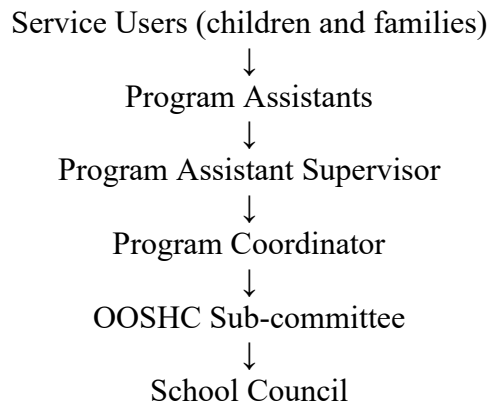 Service Users (children and families)
↓
Program Assistants
↓
Program Assistant Supervisor
↓
Program Coordinator
↓
OOSHC Sub-committee
↓
School Council